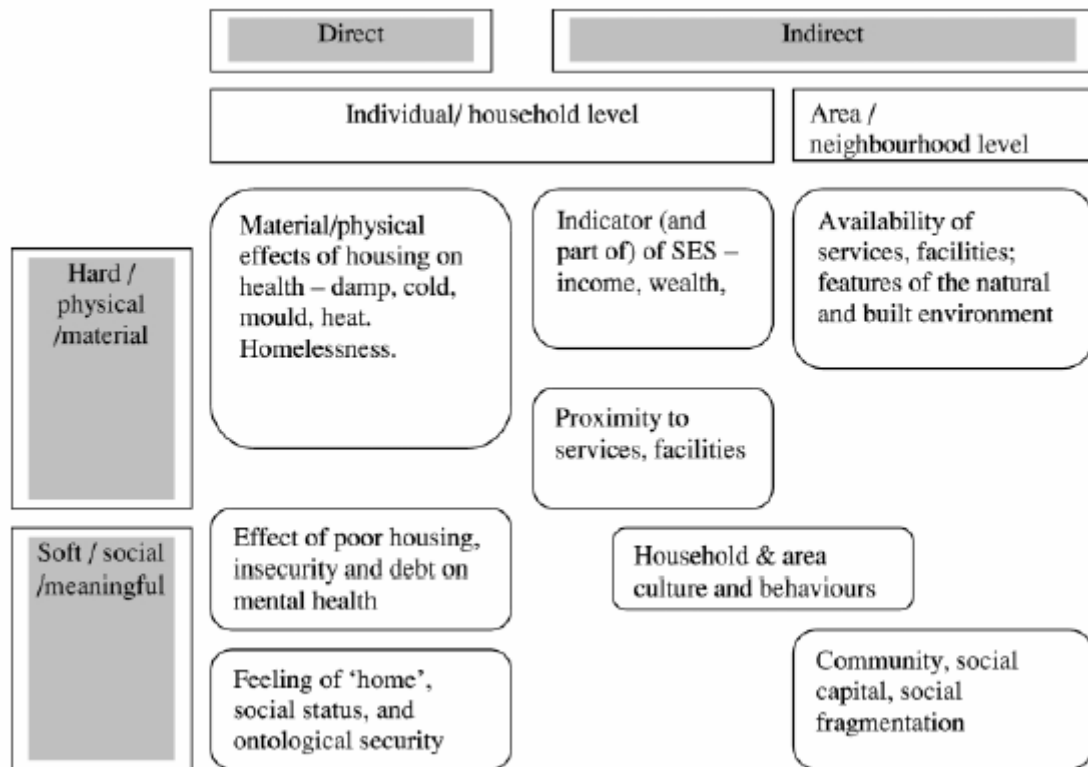 Direct
Indirect
Individual/ household level
Area /
neighbourhood level
Hard /
physical
/material
Material/physical
effects of housing on
health – damp, cold,
mould, heat.
Homelessness.
Indicator (and
part of) of SES –
income, wealth,
Availability of
services, facilities;
features of the natural
and built environment
Proximity to
services, facilities
Soft / social
/meaningful
Effect of poor housing,
insecurity and debt on
mental health
Household & area
culture and behaviours
Feeling of ‘home’,
social status, and
ontological security
Community, social
capital, social
fragmentation